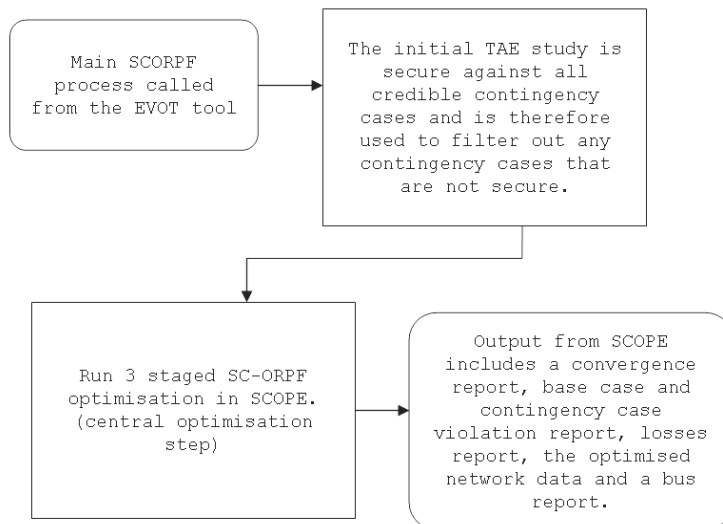 Main SCORPF
process called
from the EVOT tool
The initial TAE study is
secure against all
credible contingency
cases and is therefore
used to filter out any
contingency cases that
are not secure.
Run 3 staged SC-ORPF
optimisation in SCOPE.
(central optimisation
step)
Output from SCOPE
includes a convergence
report, base case and
contingency case
violation report, losses
report, the optimised
network data and a bus
report.